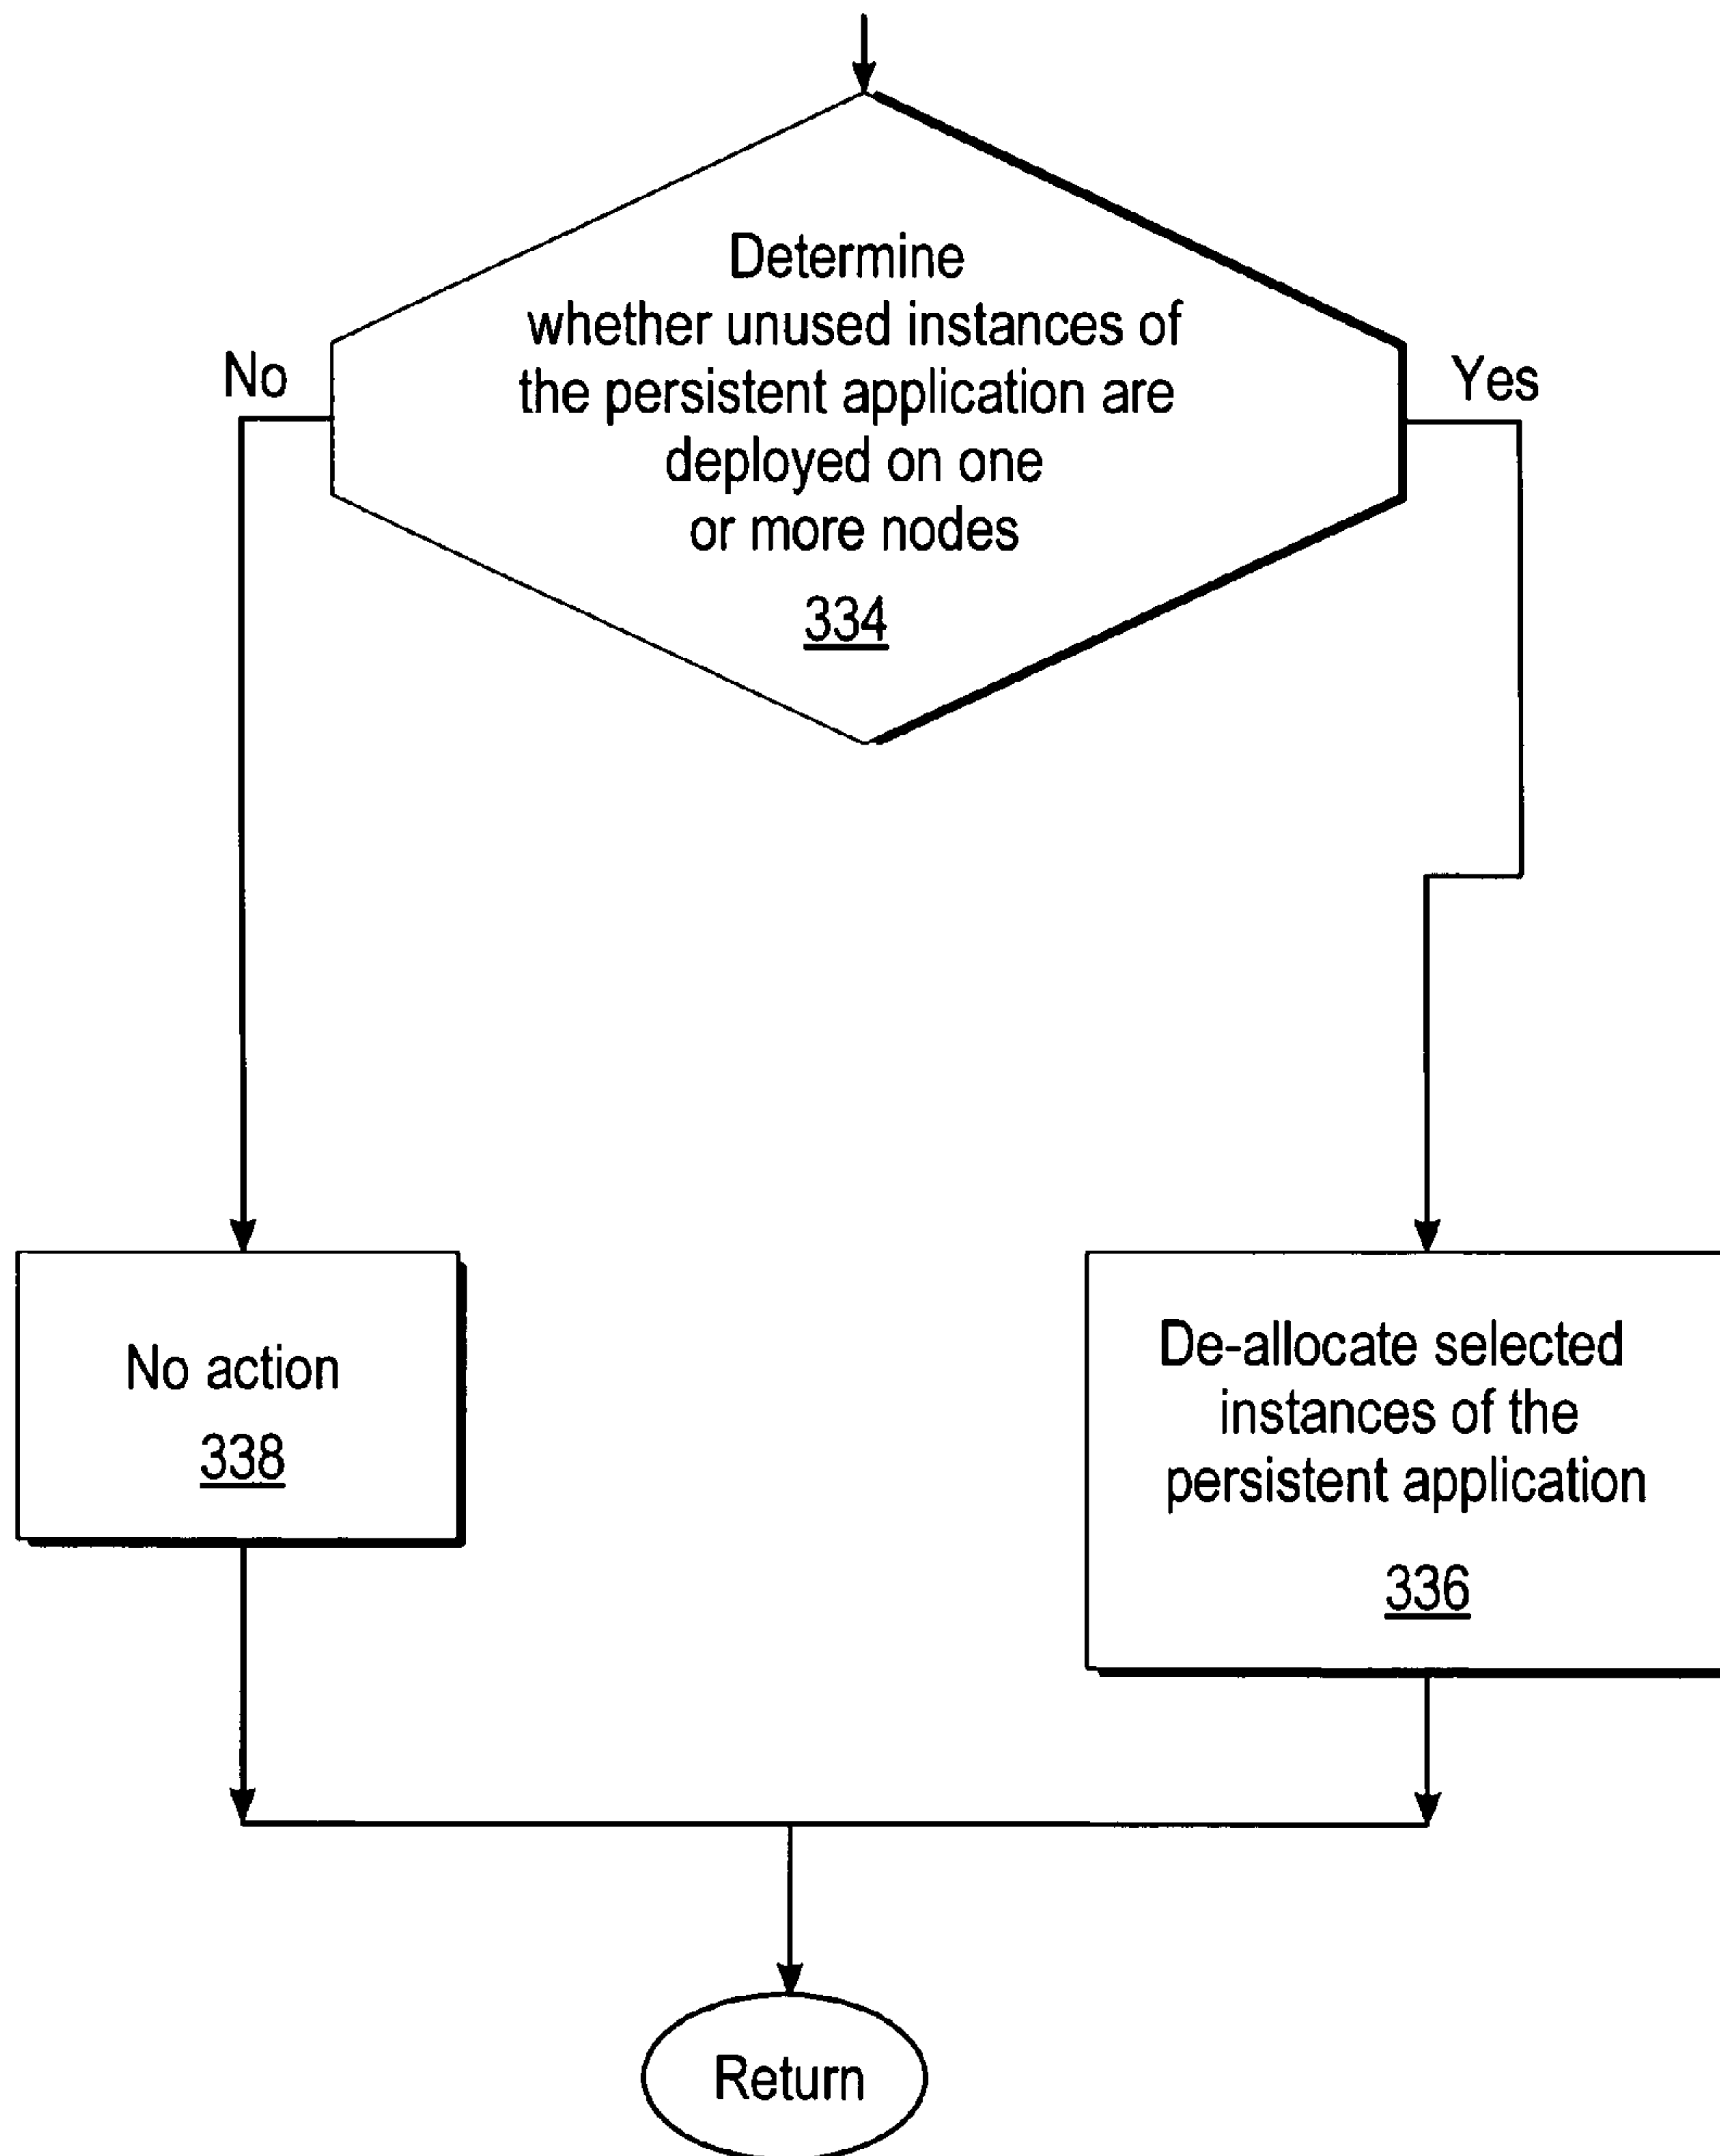 Determine
whether unused instances of
the persistent application are
deployed on one
or more nodes
334
No
Yes
No action
338
De-allocate selected
instances of the
persistent application
336
Return